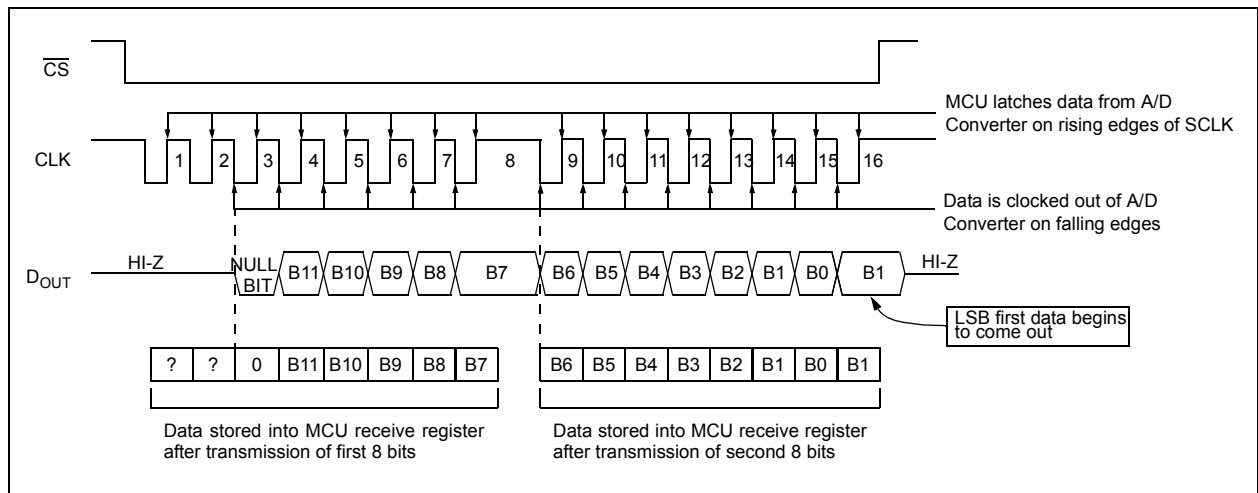 CS
MCU latches data from A/D
Converter on rising edges of SCLK
CLK
1 2 3 4 5 6 7 8 9 10 11 12 13 14 15 16
Data is clocked out of A/D
Converter on falling edges
HI-Z
NULL
BIT
B11 B10 B9 B8 B7 B6 B5 B4 B3 B2 B1 B0 B1
HI-Z
DOUT
LSB first data begins
to come out
? ? 0 B11 B10 B9 B8 B7
B6 B5 B4 B3 B2 B1 B0 B1
Data stored into MCU receive register
after transmission of first 8 bits
Data stored into MCU receive register
after transmission of second 8 bits